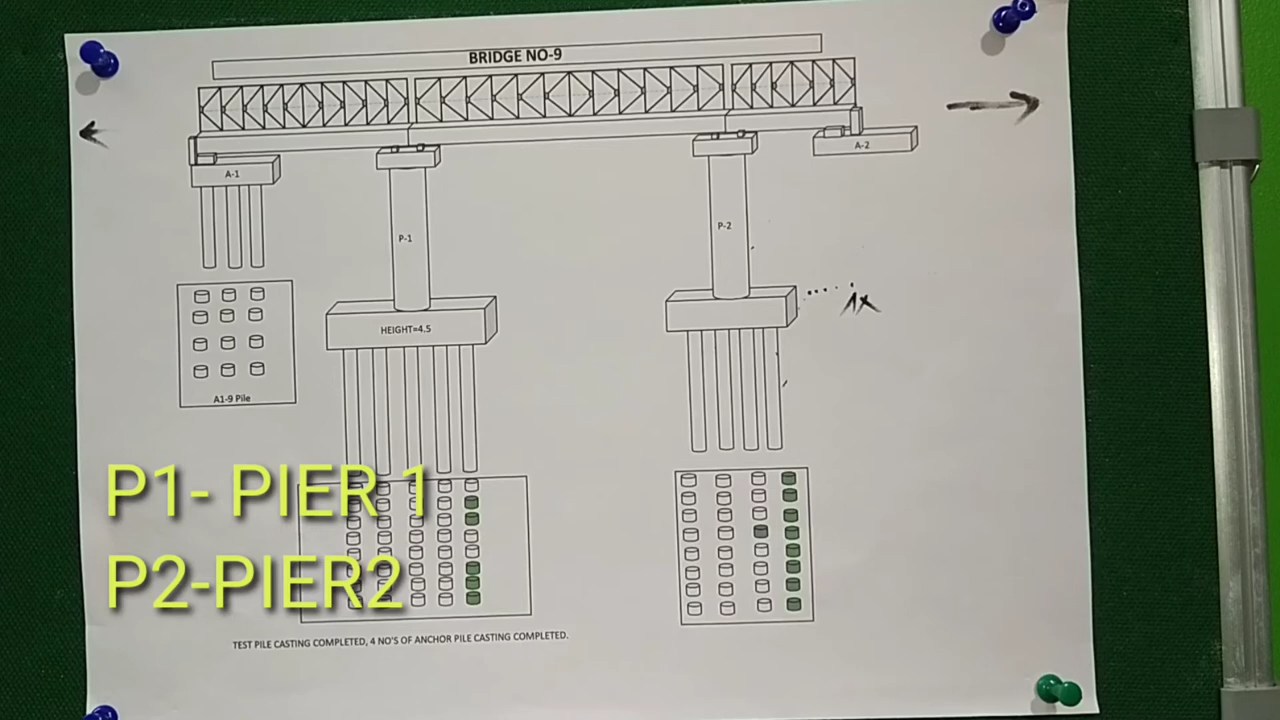 BRIDGE NO-9
A-1
A-2
P-1
P-2
HEIGHT=4.5
1x
A1-9 Pile
P1- PIER 1
P2-PIER2
TEST PILE CASTING COMPLETED, 4 NO'S OF ANCHOR PILE CASTING COMPLETED.